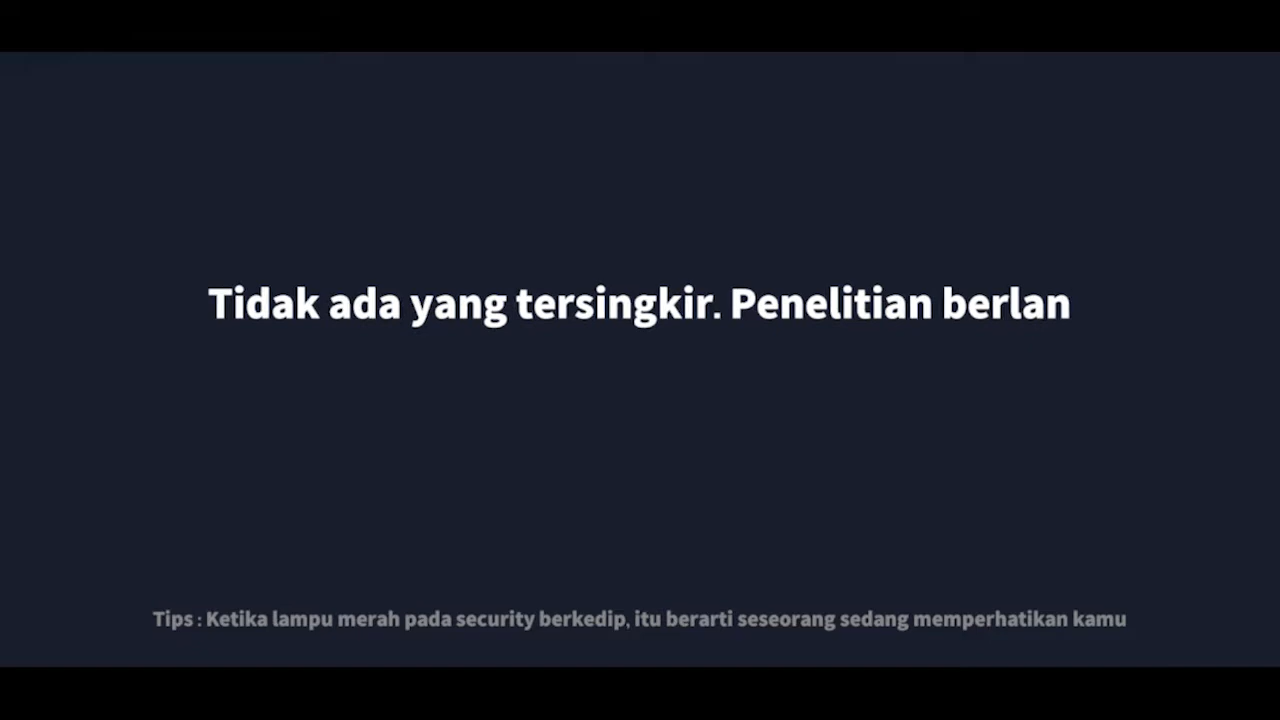 Tidak ada yang tersingkir. Penelitian berlan
Tips : Ketika lampu merah pada security berkedip, itu berarti seseorang sedang memperhatikan kamu